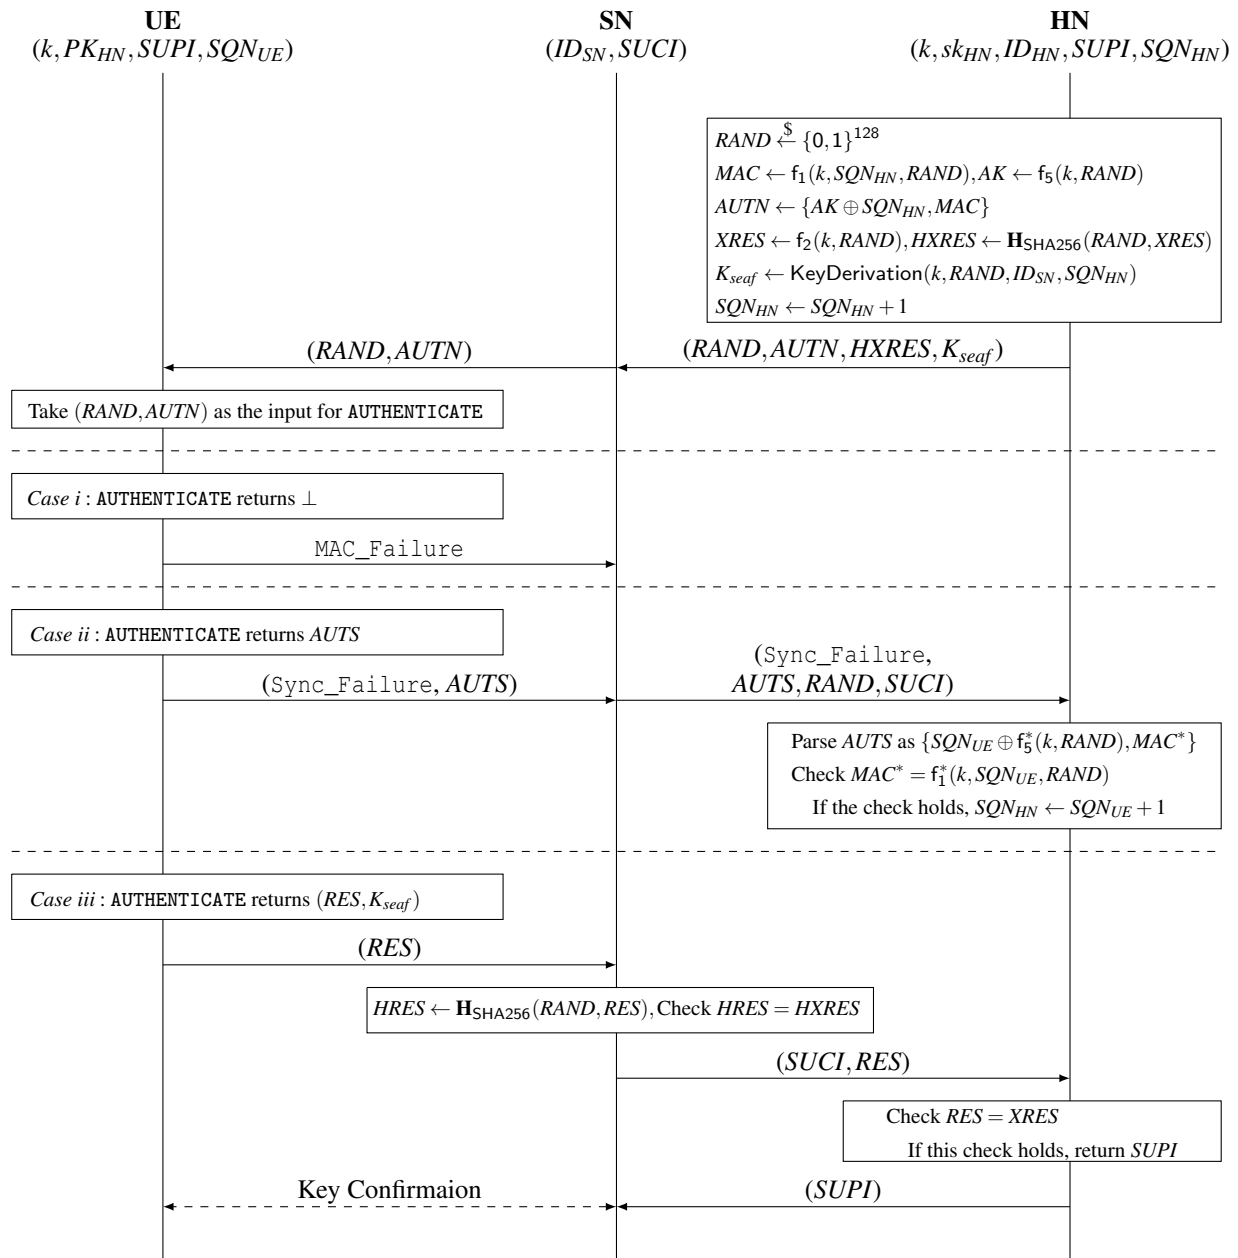 UE SN HN
(k, PK_HN, SUPI, SQN_UE) (ID_SN, SUCI) (k, sk_HN, ID_HN, SUPI, SQN_HN)
RAND ←$ {0,1}^128
MAC ← f_1(k, SQN_HN, RAND), AK ← f_5(k, RAND)
AUTN ← {AK ⊕ SQN_HN, MAC}
XRES ← f_2(k, RAND), HXRES ← H_SHA256(RAND, XRES)
K_seaf ← KeyDerivation(k, RAND, ID_SN, SQN_HN)
SQN_HN ← SQN_HN + 1
(RAND, AUTN) (RAND, AUTN, HXRES, K_seaf)
Take (RAND, AUTN) as the input for AUTHENTICATE
Case i : AUTHENTICATE returns ⊥
MAC_Failure
Case ii : AUTHENTICATE returns AUTS
(Sync_Failure,
(Sync_Failure, AUTS) AUTS, RAND, SUCI)
Parse AUTS as {SQN_UE ⊕ f_5^*(k, RAND), MAC^*}
Check MAC^* = f_1^*(k, SQN_UE, RAND)
If the check holds, SQN_HN ← SQN_UE + 1
Case iii : AUTHENTICATE returns (RES, K_seaf)
(RES)
HRES ← H_SHA256(RAND, RES), Check HRES = HXRES
(SUCI, RES)
Check RES = XRES
If this check holds, return SUPI
Key Confirmaion (SUPI)